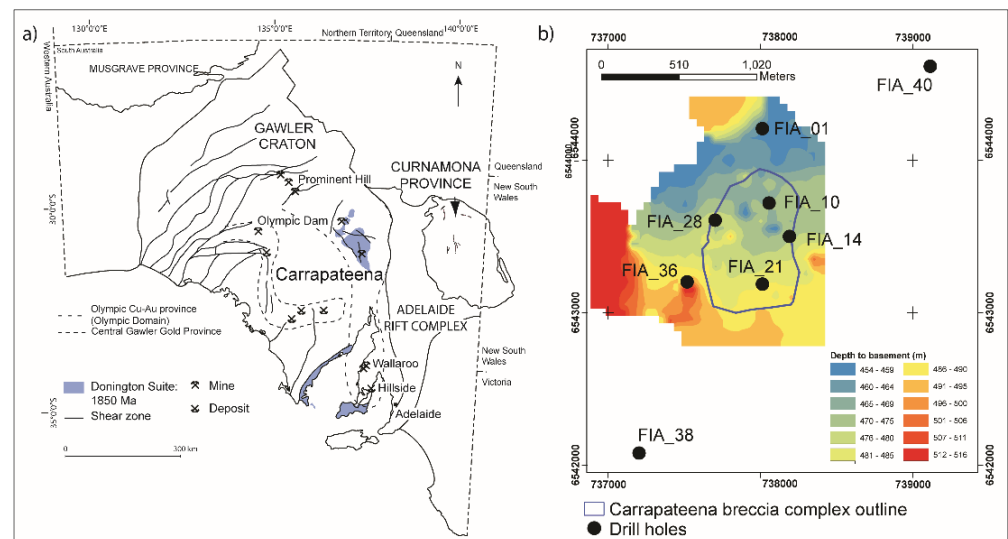 a)
130°0'0"E
135°0'0"E
140°0'0"E
Northern Territory
Queensland
South Australia
Western Australia
MUSGRAVE PROVINCE
N
GAWLER
CRATON
CURNAMONA
PROVINCE
Queensland
New South
Wales
Prominent Hill
Olympic Dam
Carrapateena
Olympic Cu-Au province
(Olympic Domain)
Central Gawler Gold Province
ADELAIDE
RIFT COMPLEX
New South
Wales
Victoria
Wallaroo
Hillside
Adelaide
Donington Suite:
1850 Ma
Shear zone
Mine
Deposit
0
300 km
b)
737000
738000
739000
0
510
1,020
Meters
FIA_40
FIA_01
6544000
6544000
FIA_10
FIA_28
FIA_14
FIA_36
FIA_21
6543000
6543000
Depth to basement (m)
454 - 459
460 - 464
465 - 469
470 - 475
476 - 480
481 - 485
486 - 490
491 - 495
496 - 500
501 - 506
507 - 511
512 - 516
FIA_38
6542000
6542000
737000
738000
739000
Carrapateena breccia complex outline
Drill holes